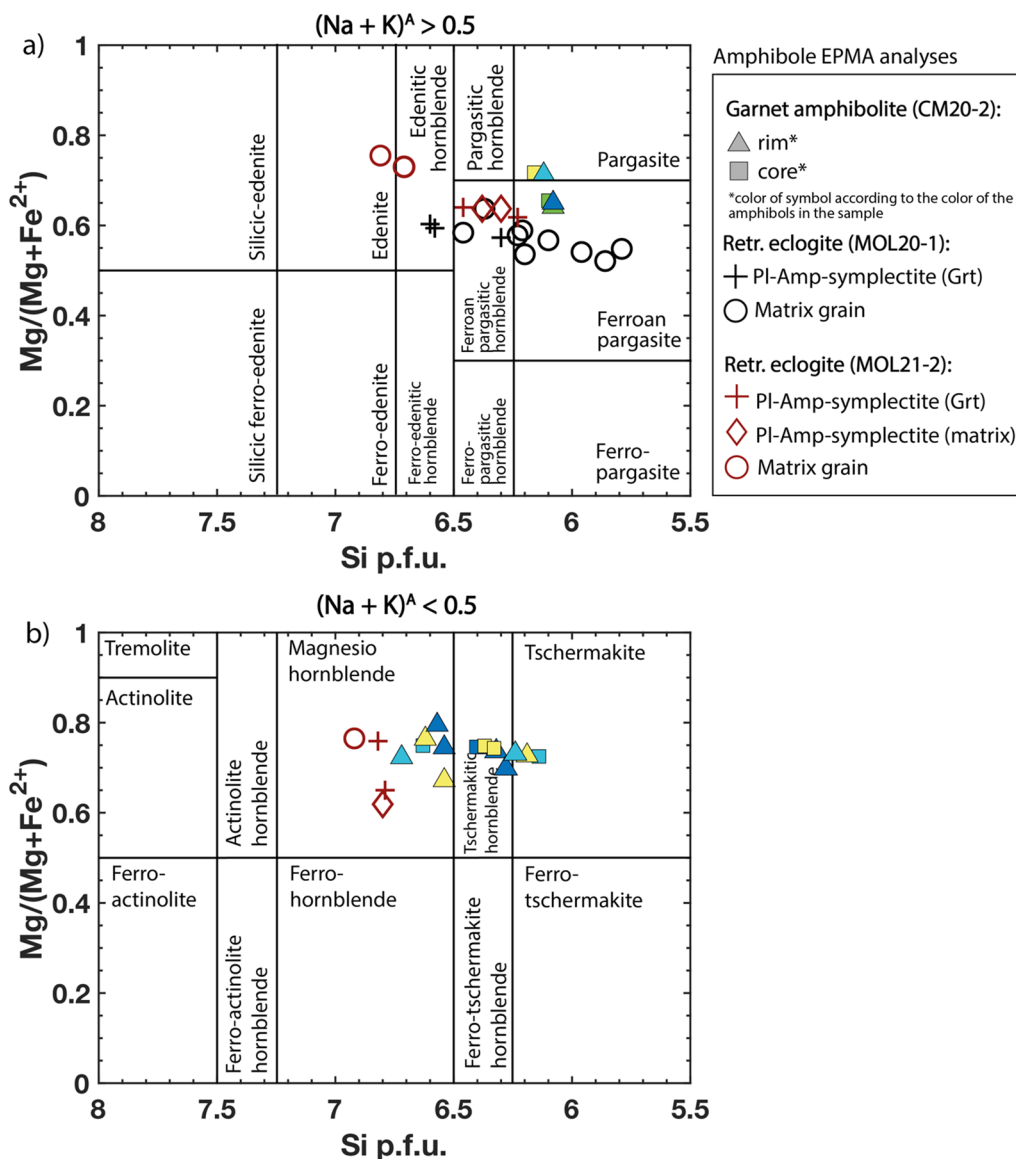 a)
(Na + K)ᴬ > 0.5
Mg/(Mg+Fe²⁺)
1
0.8
0.6
0.4
0.2
0
8
7.5
7
6.5
6
5.5
Si p.f.u.
Silicic-edenite
Edenite
Edenitic
hornblende
Pargasitic
hornblende
Pargasite
Silicic ferro-edenite
Ferro-edenite
Ferro-edenitic
hornblende
Ferroan
pargasitic
hornblende
Ferroan
pargasite
Ferro-
pargasitic
hornblende
Ferro-
pargasite
Amphibole EPMA analyses
Garnet amphibolite (CM20-2):
rim*
core*
*color of symbol according to the color of the
amphibols in the sample
Retr. eclogite (MOL20-1):
Pl-Amp-symplectite (Grt)
Matrix grain
Retr. eclogite (MOL21-2):
Pl-Amp-symplectite (Grt)
Pl-Amp-symplectite (matrix)
Matrix grain
b)
(Na + K)ᴬ < 0.5
Mg/(Mg+Fe²⁺)
1
0.8
0.6
0.4
0.2
0
8
7.5
7
6.5
6
5.5
Si p.f.u.
Tremolite
Actinolite
Actinolite
hornblende
Magnesio
hornblende
Tschermakitic
hornblende
Tschermakite
Ferro-
actinolite
Ferro-actinolite
hornblende
Ferro-
hornblende
Ferro-tschermakite
hornblende
Ferro-
tschermakite